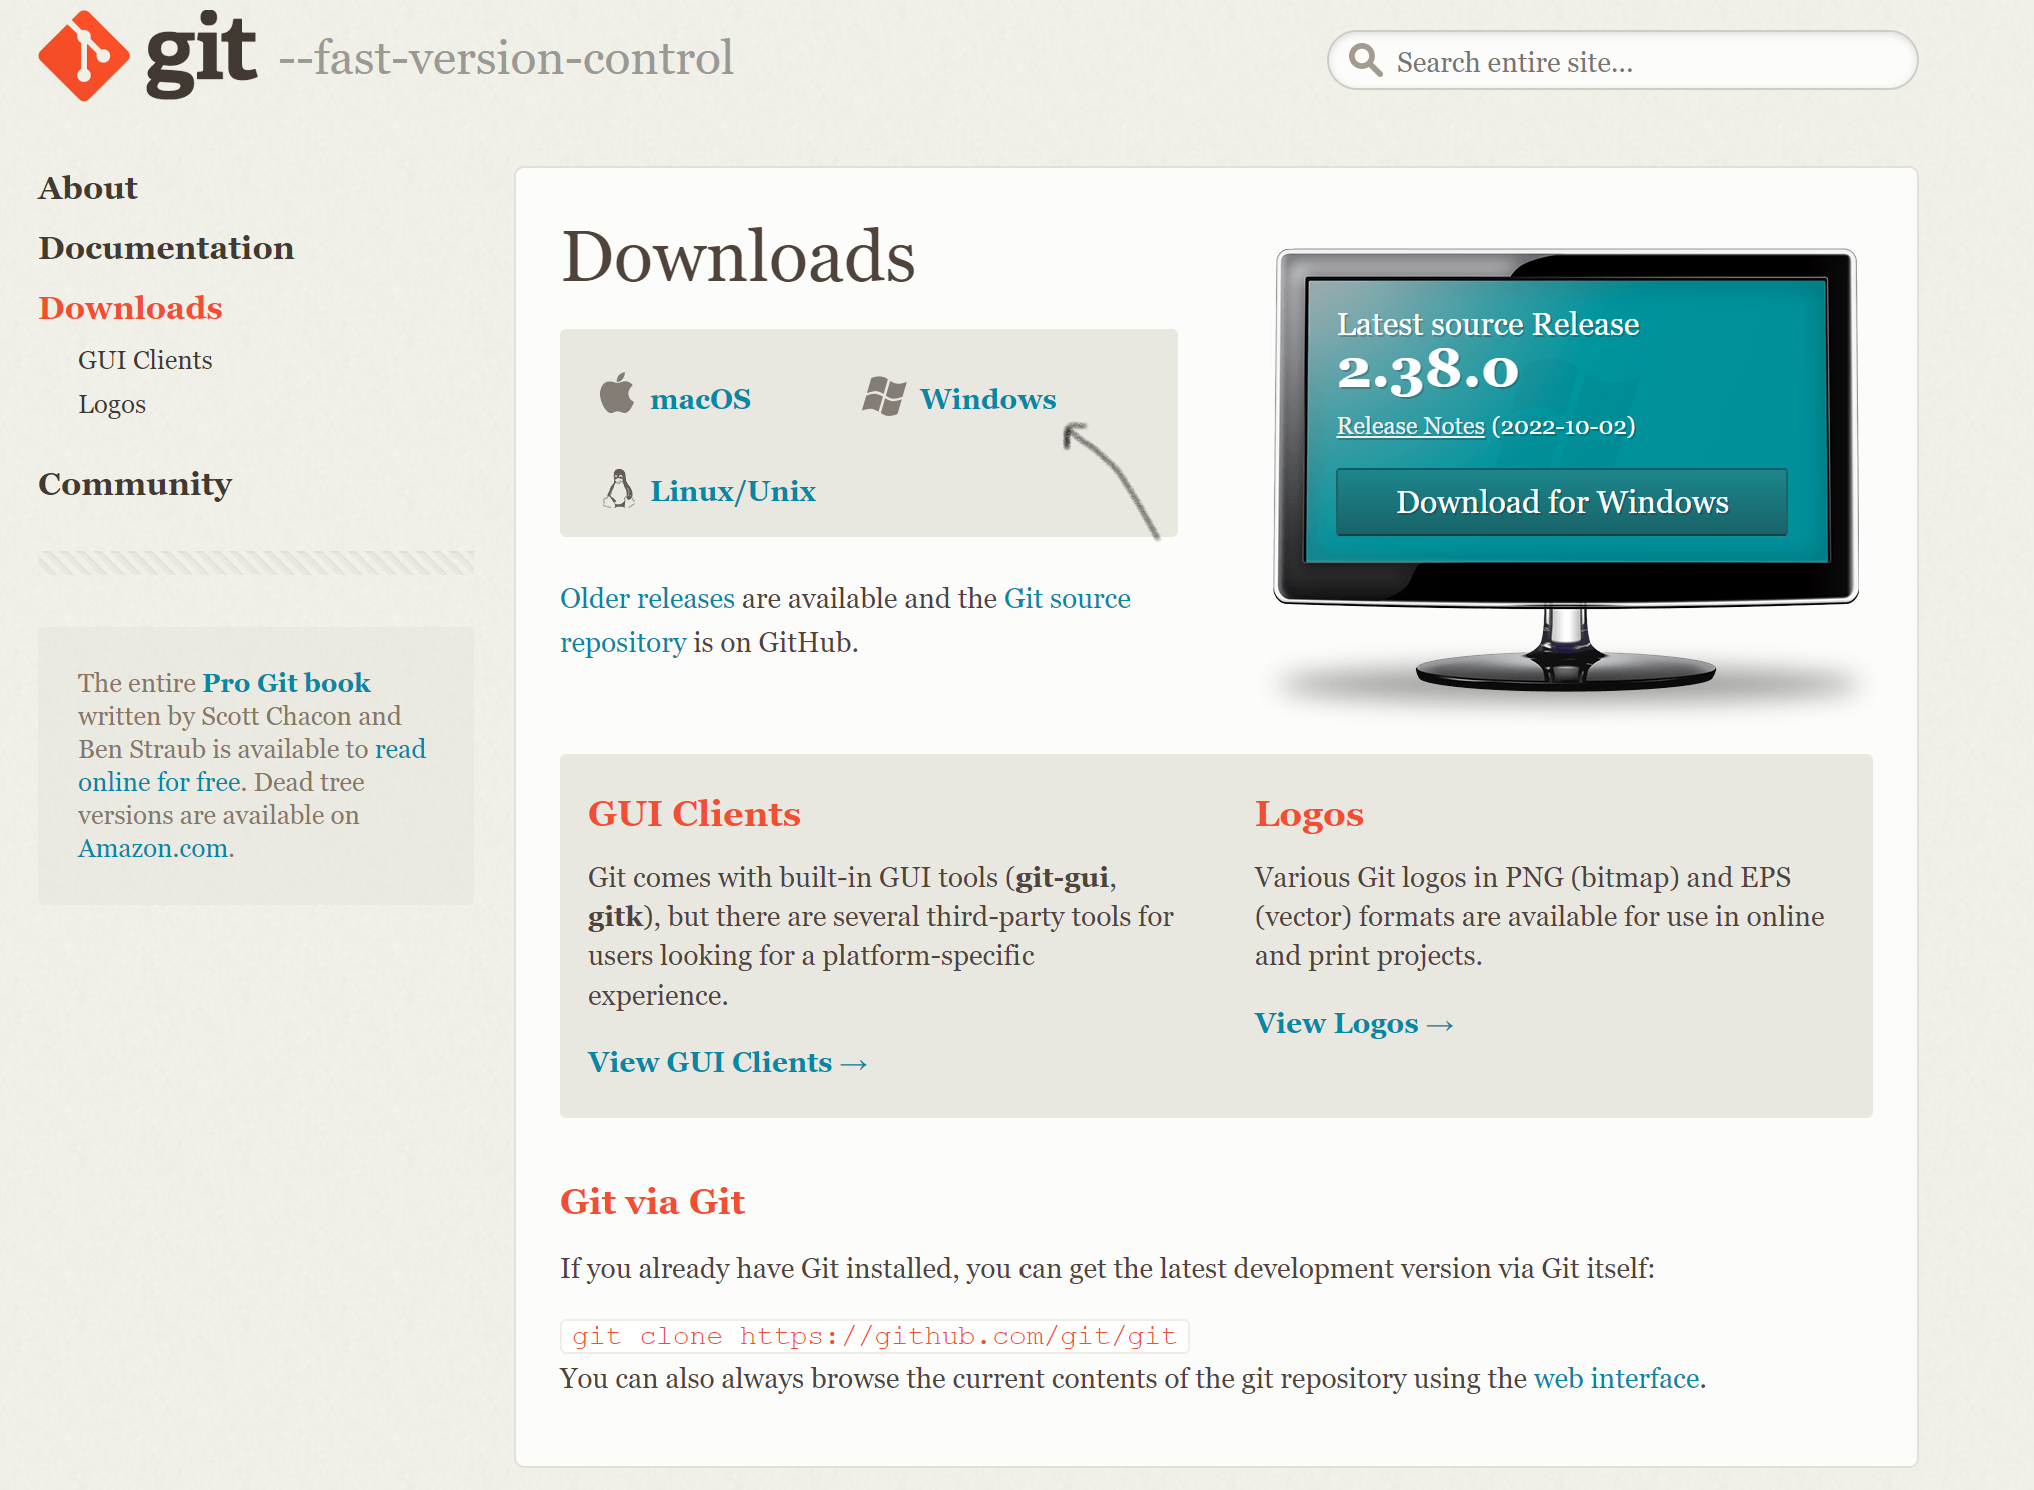 git --fast-version-control
Search entire site...
About
Documentation
Downloads
GUI Clients
Logos
Community
The entire Pro Git book
written by Scott Chacon and
Ben Straub is available to read
online for free. Dead tree
versions are available on
Amazon.com.
Downloads
macOS
Windows
Linux/Unix
Older releases are available and the Git source
repository is on GitHub.
Latest source Release
2.38.0
Release Notes (2022-10-02)
Download for Windows
GUI Clients
Git comes with built-in GUI tools (git-gui,
gitk), but there are several third-party tools for
users looking for a platform-specific
experience.
View GUI Clients →
Logos
Various Git logos in PNG (bitmap) and EPS
(vector) formats are available for use in online
and print projects.
View Logos →
Git via Git
If you already have Git installed, you can get the latest development version via Git itself:
git clone https://github.com/git/git
You can also always browse the current contents of the git repository using the web interface.